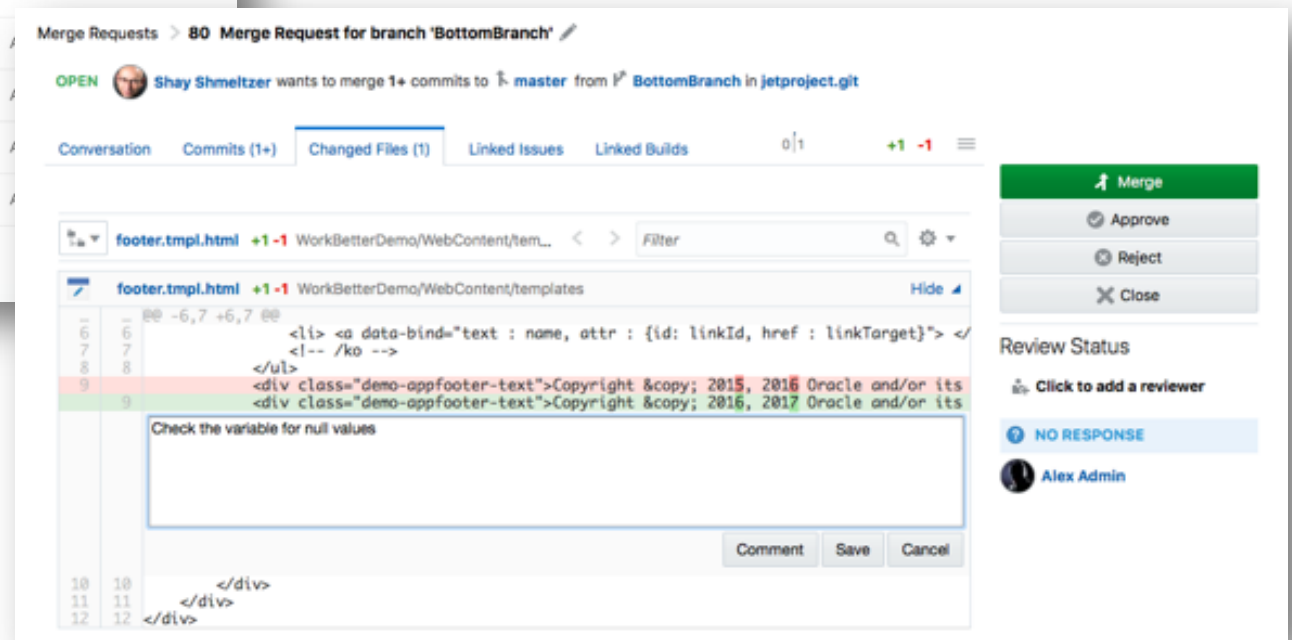 Merge Requests > 80 Merge Request for branch 'BottomBranch'
OPEN Shay Shmeltzer wants to merge 1+ commits to master from BottomBranch in jetproject.git
Conversation Commits (1+) Changed Files (1) Linked Issues Linked Builds 0|1 +1 -1
Merge
Approve
Reject
Close
Review Status
Click to add a reviewer
NO RESPONSE
Alex Admin
footer.tmpl.html +1 -1 WorkBetterDemo/WebContent/tem... < > Filter
footer.tmpl.html +1 -1 WorkBetterDemo/WebContent/templates Hide
... ... @@ -6,7 +6,7 @@
6 6 <li> <a data-bind="text : name, attr : {id: linkId, href : linkTarget}"> </
7 7 <!-- /ko -->
8 8 </ul>
9 <div class="demo-appfooter-text">Copyright &copy; 2015, 2016 Oracle and/or its
9 <div class="demo-appfooter-text">Copyright &copy; 2016, 2017 Oracle and/or its
Check the variable for null values
Comment Save Cancel
10 10 </div>
11 11 </div>
12 12 </div>